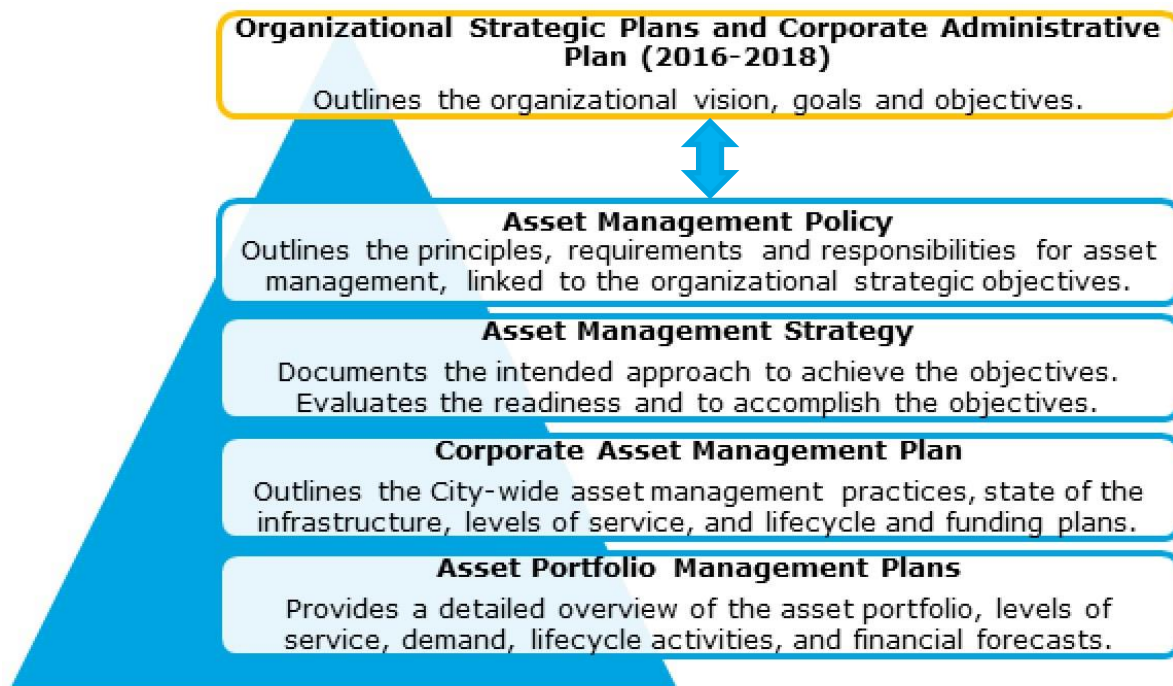 Organizational Strategic Plans and Corporate Administrative
Plan (2016-2018)
Outlines the organizational vision, goals and objectives.
Asset Management Policy
Outlines the principles, requirements and responsibilities for asset
management, linked to the organizational strategic objectives.
Asset Management Strategy
Documents the intended approach to achieve the objectives.
Evaluates the readiness and to accomplish the objectives.
Corporate Asset Management Plan
Outlines the City-wide asset management practices, state of the
infrastructure, levels of service, and lifecycle and funding plans.
Asset Portfolio Management Plans
Provides a detailed overview of the asset portfolio, levels of
service, demand, lifecycle activities, and financial forecasts.